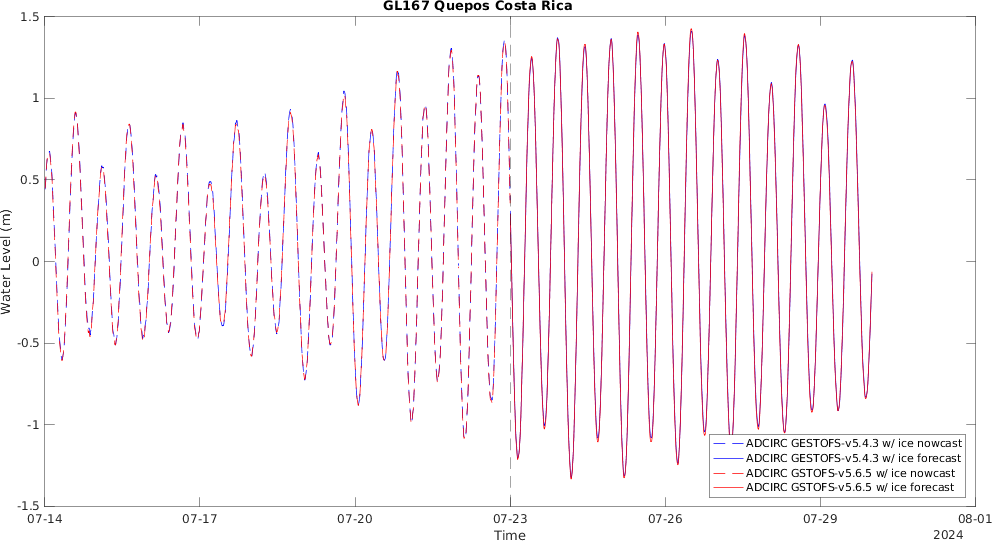 GL167 Quepos Costa Rica
1.5
1
0.5
0
-0.5
-1
-1.5
Water Level (m)
07-14
07-17
07-20
07-23
07-26
07-29
08-01
Time
2024
ADCIRC GESTOFS-v5.4.3 w/ ice nowcast
ADCIRC GESTOFS-v5.4.3 w/ ice forecast
ADCIRC GSTOFS-v5.6.5 w/ ice nowcast
ADCIRC GSTOFS-v5.6.5 w/ ice forecast